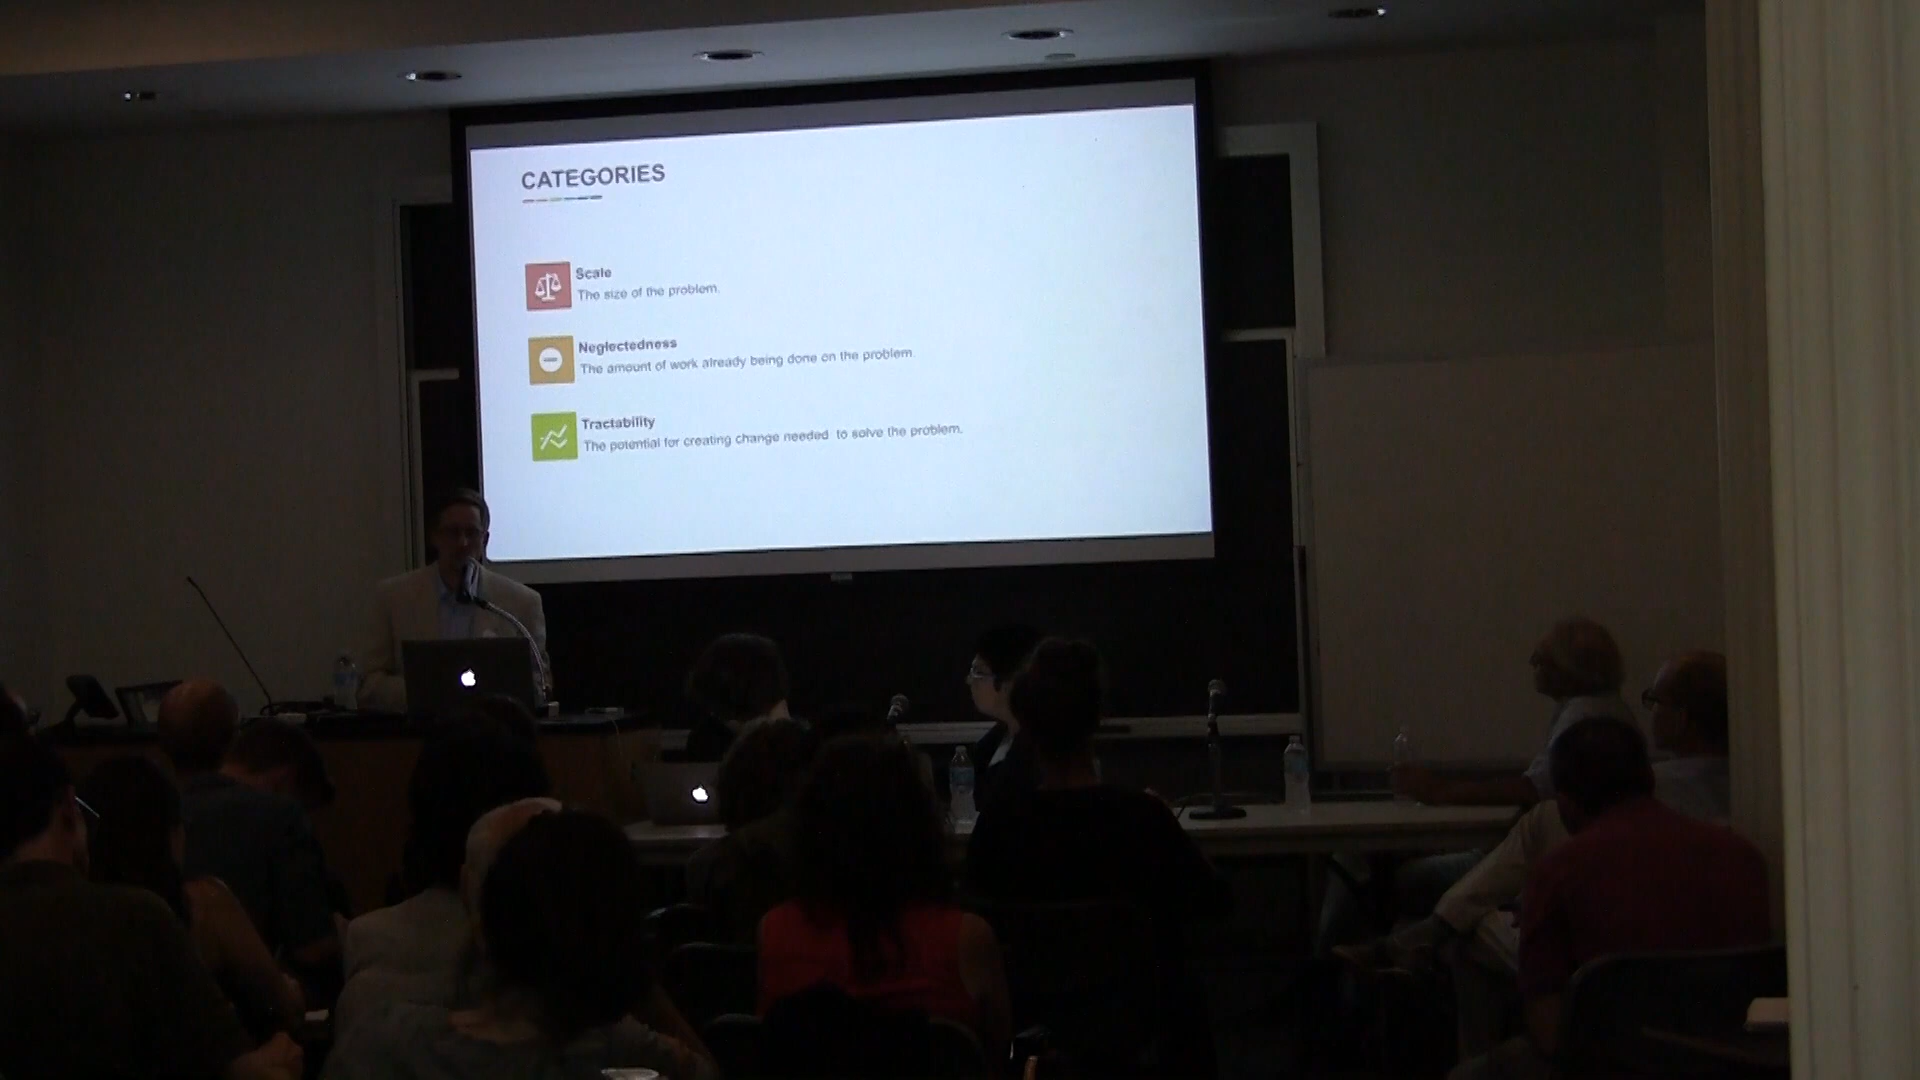 CATEGORIES
Scale
The size of the problem.
Neglectedness
The amount of work already being done on the problem.
Tractability
The potential for creating change needed to solve the problem.